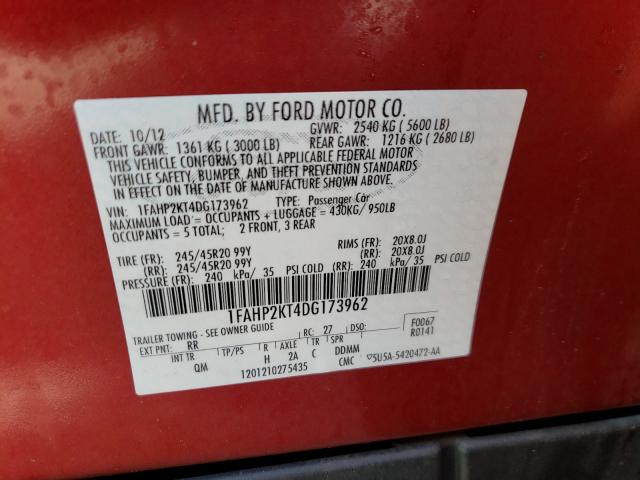 MFD. BY FORD MOTOR CO.
DATE: 10/12 GVWR: 2540 KG ( 5600 LB)
FRONT GAWR: 1361 KG ( 3000 LB) REAR GAWR: 1216 KG ( 2680 LB)
THIS VEHICLE CONFORMS TO ALL APPLICABLE FEDERAL MOTOR
VEHICLE SAFETY, BUMPER, AND THEFT PREVENTION STANDARDS
IN EFFECT ON THE DATE OF MANUFACTURE SHOWN ABOVE.
VIN: 1FAHP2KT4DG173962 TYPE: Passenger Car
MAXIMUM LOAD = OCCUPANTS + LUGGAGE = 430KG/950LB
OCCUPANTS = 5 TOTAL; 2 FRONT, 3 REAR
TIRE (FR): 245/45R20 99Y RIMS (FR): 20X8.0J
(RR): 245/45R20 99Y (RR): 20X8.0J
PRESSURE (FR): 240 kPa/ 35 PSI COLD (RR): 240 kPa/ 35 PSI COLD
1FAHP2KT4DG173962
TRAILER TOWING - SEE OWNER GUIDE RC: 27 DSO: F0067
EXT PNT: RR R0141
INT TR TP/PS R AXLE TR SPR
QM H 2A C DDMM
1201210275435 CMC ▽5U5A-5420472-AA